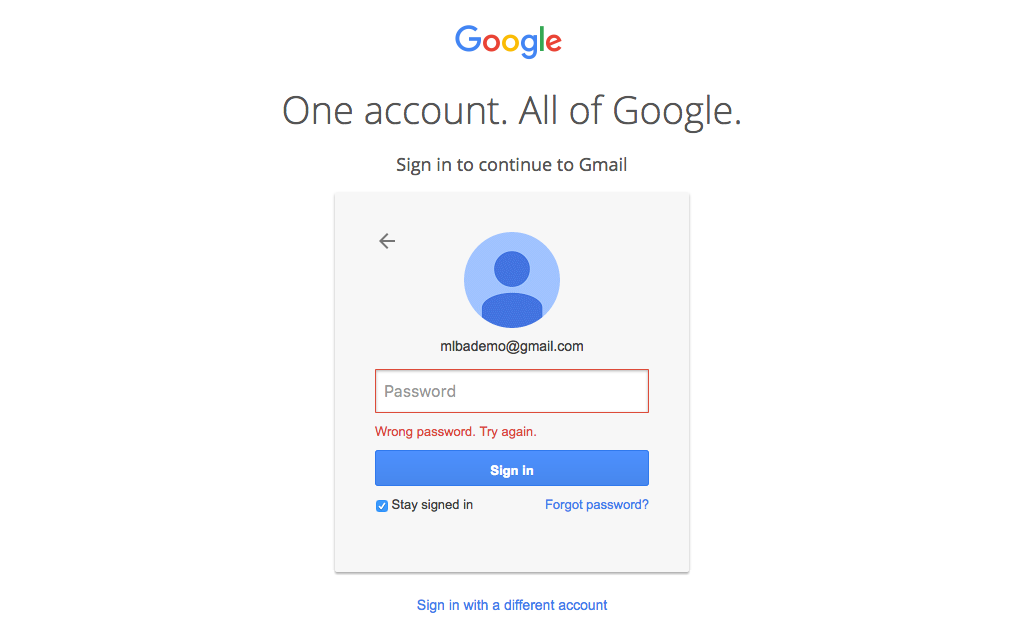 Google
One account. All of Google.
Sign in to continue to Gmail
mlbademo@gmail.com
Password
Wrong password. Try again.
Sign in
Stay signed in Forgot password?
Sign in with a different account